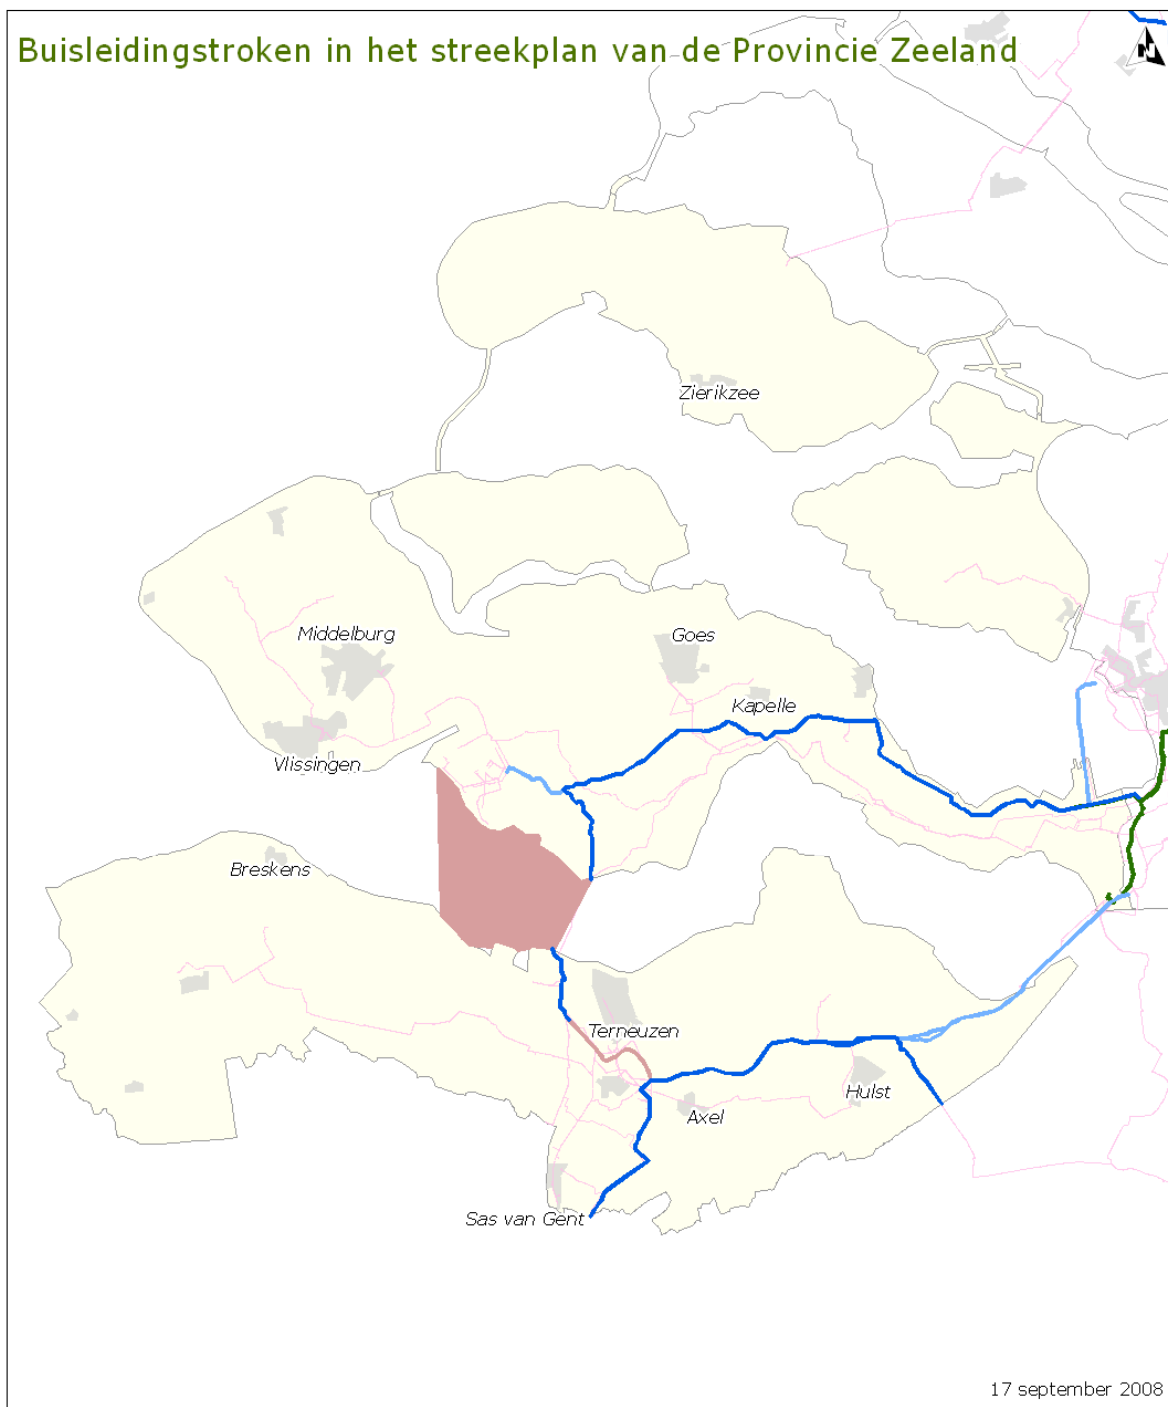 Buisleidingstroken in het streekplan van de Provincie Zeeland
N
Zierikzee
Middelburg
Goes
Kapelle
Vlissingen
Breskens
Terneuzen
Hulst
Axel
Sas van Gent
17 september 2008